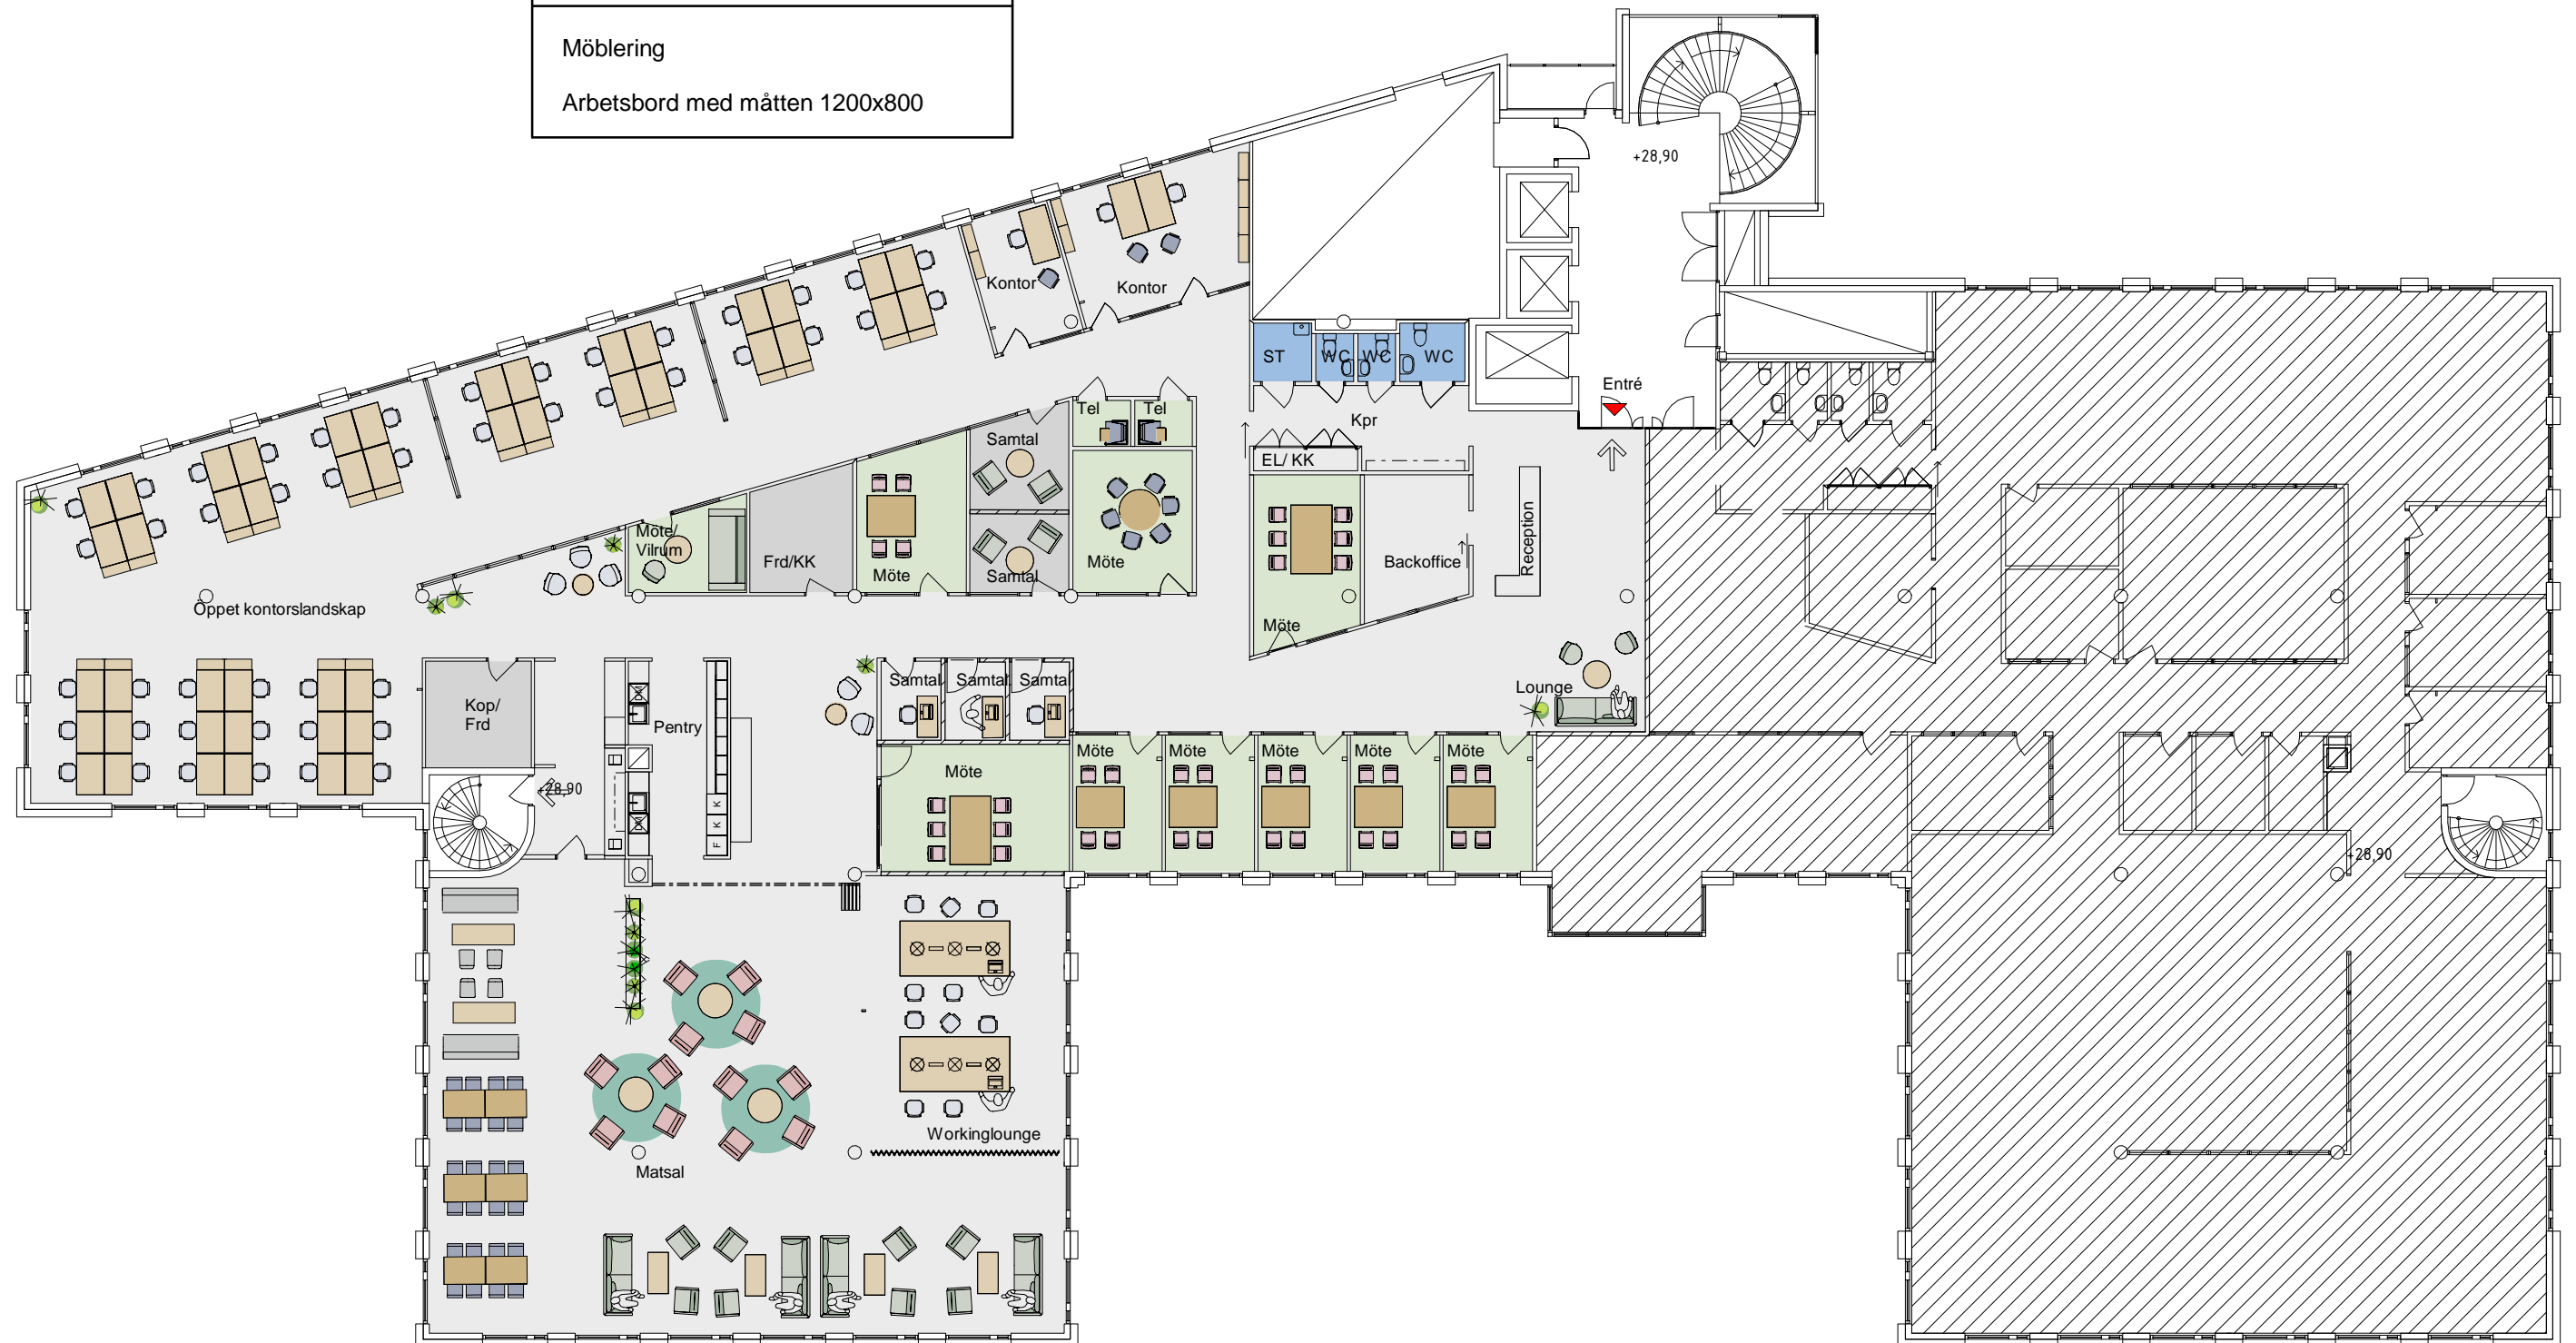 Möblering
Arbetsbord med måtten 1200x800
+28,90
Kontor
Kontor
ST
WC
WC
WC
Entré
Kpr
Tel
Tel
Samtal
EL/ KK
Reception
Möte/
Vilrum
Frd/KK
Möte
Samtal
Möte
Backoffice
Möte
Öppet kontorslandskap
Samtal
Samtal
Samtal
Lounge
Kop/
Frd
Pentry
DM
Möte
Möte
Möte
Möte
Möte
Möte
+28,90
K
K
F
DM
+28,90
Workinglounge
Matsal